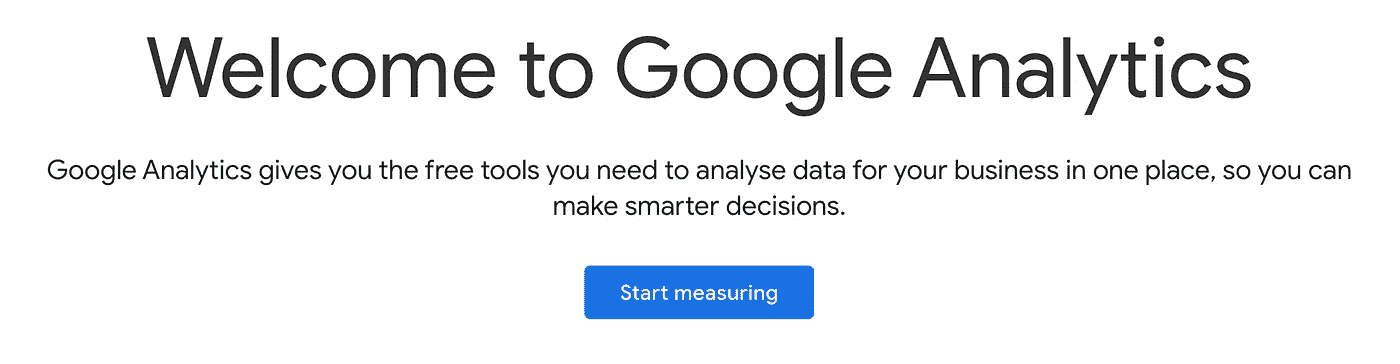 Welcome to Google Analytics
Google Analytics gives you the free tools you need to analyse data for your business in one place, so you can
make smarter decisions.
Start measuring